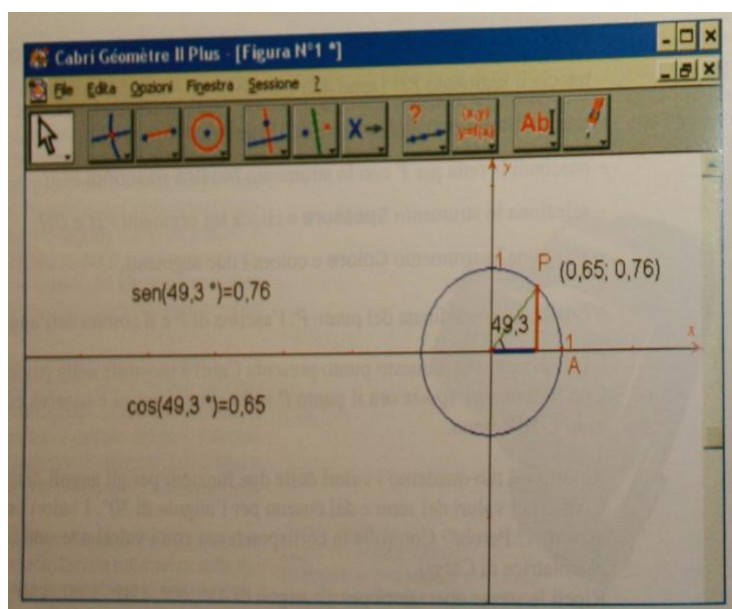 Cabri Géomètre II Plus - [Figura N°1 *]
File Edita Opzioni Finestra Sessione ?
? (x,y) y=f(x) Ab
y
1
P
(0,65; 0,76)
sen(49,3 °)=0,76
49,3
x
1
A
cos(49,3 °)=0,65